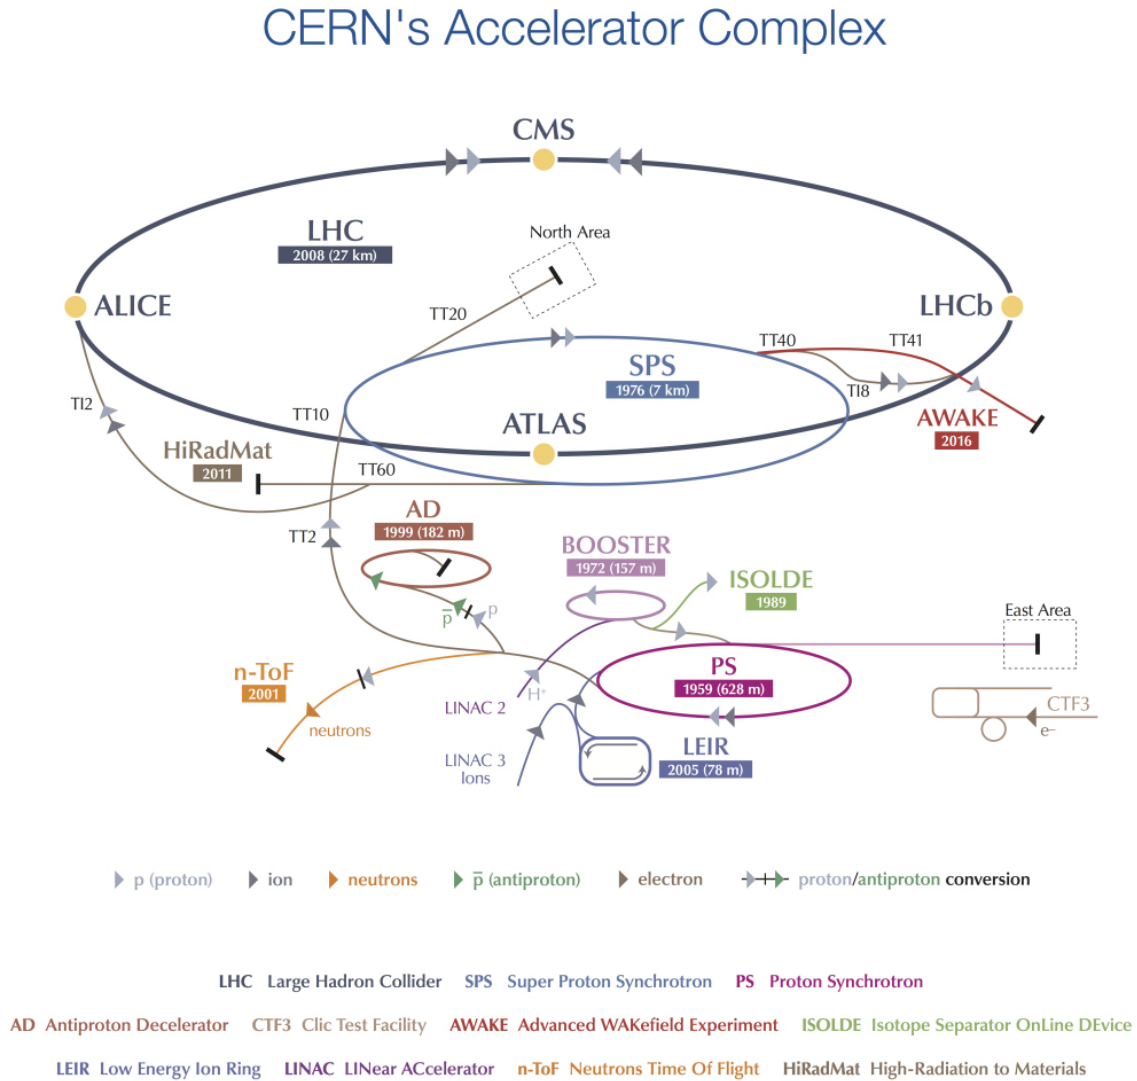 CERN's Accelerator Complex
CMS
LHC
2008 (27 km)
North Area
ALICE
LHCb
TT20
TT40
TT41
SPS
1976 (7 km)
TI2
TI8
TT10
ATLAS
AWAKE
2016
HiRadMat
2011
TT60
AD
1999 (182 m)
TT2
BOOSTER
1972 (157 m)
ISOLDE
1989
p̅
p
East Area
n-ToF
2001
PS
1959 (628 m)
LINAC 2
H⁺
neutrons
CTF3
e–
LINAC 3
Ions
LEIR
2005 (78 m)
p (proton) ion neutrons p̅ (antiproton) electron proton/antiproton conversion
LHC Large Hadron Collider SPS Super Proton Synchrotron PS Proton Synchrotron
AD Antiproton Decelerator CTF3 Clic Test Facility AWAKE Advanced WAKefield Experiment ISOLDE Isotope Separator OnLine DEvice
LEIR Low Energy Ion Ring LINAC LINear ACcelerator n-ToF Neutrons Time Of Flight HiRadMat High-Radiation to Materials